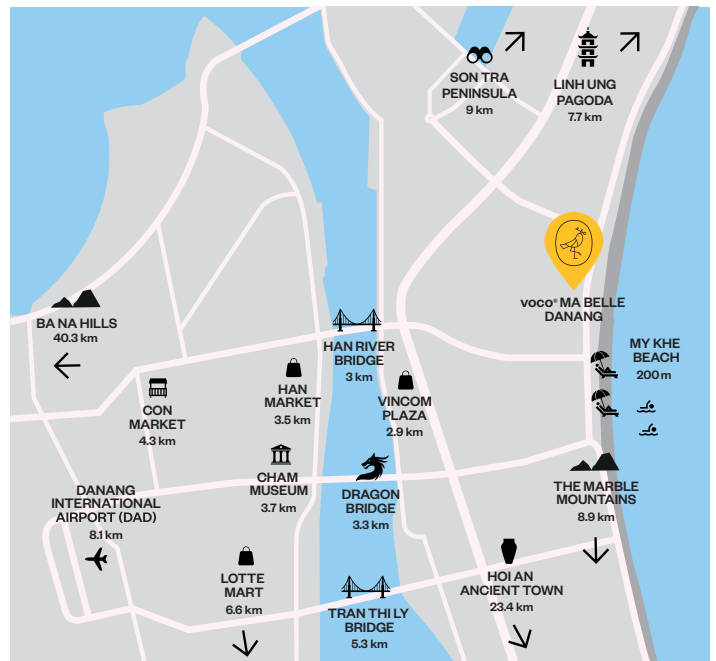 SON TRA
PENINSULA
9 km
LINH UNG
PAGODA
7.7 km
voco® MA BELLE
DANANG
BA NA HILLS
40.3 km
HAN RIVER
BRIDGE
3 km
MY KHE
BEACH
200 m
HAN
MARKET
3.5 km
VINCOM
PLAZA
2.9 km
CON
MARKET
4.3 km
CHAM
MUSEUM
3.7 km
DRAGON
BRIDGE
3.3 km
THE MARBLE
MOUNTAINS
8.9 km
DANANG
INTERNATIONAL
AIRPORT (DAD)
8.1 km
LOTTE
MART
6.6 km
TRAN THI LY
BRIDGE
5.3 km
HOI AN
ANCIENT TOWN
23.4 km